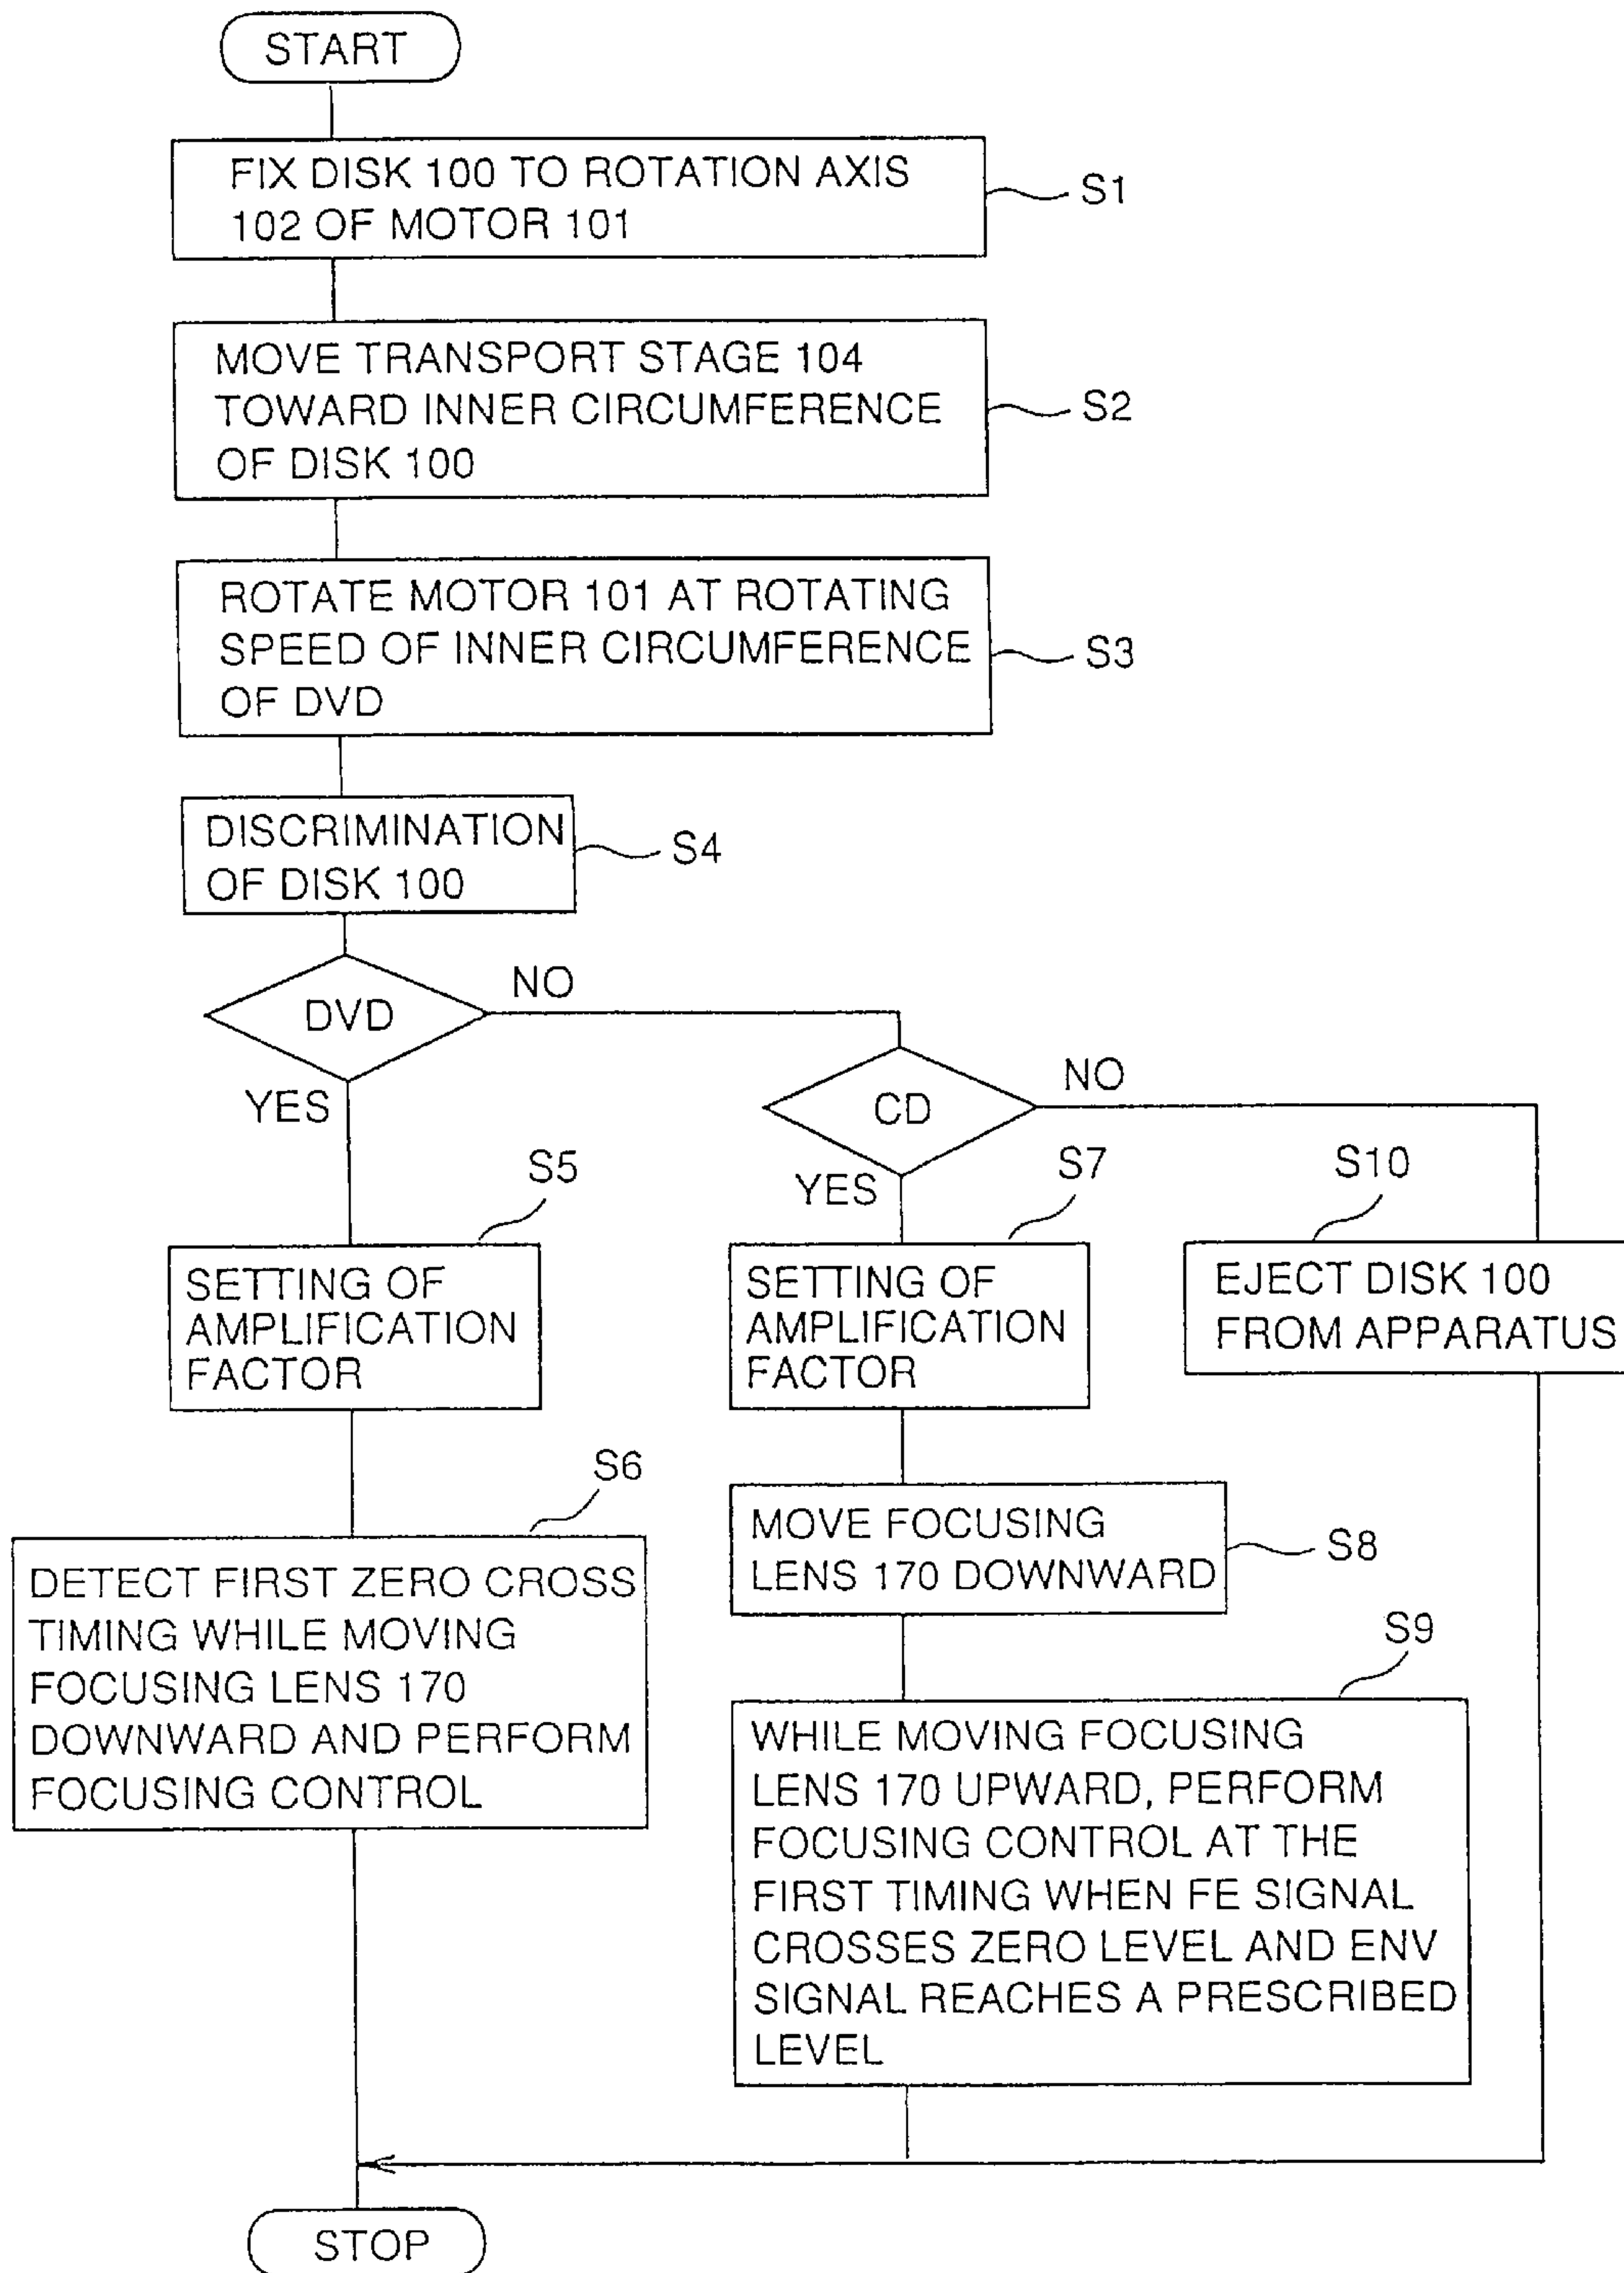 START
FIX DISK 100 TO ROTATION AXIS
102 OF MOTOR 101
S1
MOVE TRANSPORT STAGE 104
TOWARD INNER CIRCUMFERENCE
OF DISK 100
S2
ROTATE MOTOR 101 AT ROTATING
SPEED OF INNER CIRCUMFERENCE
OF DVD
S3
DISCRIMINATION
OF DISK 100
S4
DVD
NO
YES
CD
NO
YES
S5
SETTING OF
AMPLIFICATION
FACTOR
S7
SETTING OF
AMPLIFICATION
FACTOR
S10
EJECT DISK 100
FROM APPARATUS
S6
DETECT FIRST ZERO CROSS
TIMING WHILE MOVING
FOCUSING LENS 170
DOWNWARD AND PERFORM
FOCUSING CONTROL
MOVE FOCUSING
LENS 170 DOWNWARD
S8
S9
WHILE MOVING FOCUSING
LENS 170 UPWARD, PERFORM
FOCUSING CONTROL AT THE
FIRST TIMING WHEN FE SIGNAL
CROSSES ZERO LEVEL AND ENV
SIGNAL REACHES A PRESCRIBED
LEVEL
STOP